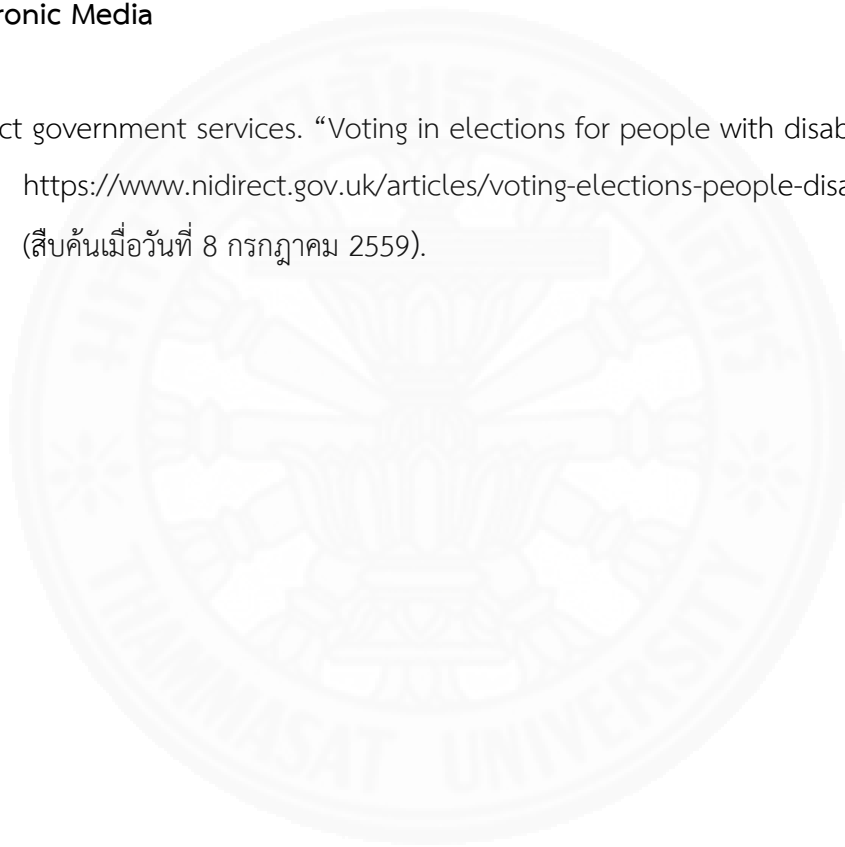 ronic Media
ct government services. “Voting in elections for people with disab
https://www.nidirect.gov.uk/articles/voting-elections-people-disa
(สืบค้นเมื่อวันที่ 8 กรกฎาคม 2559).
THAMMASAT UNIVERSITY